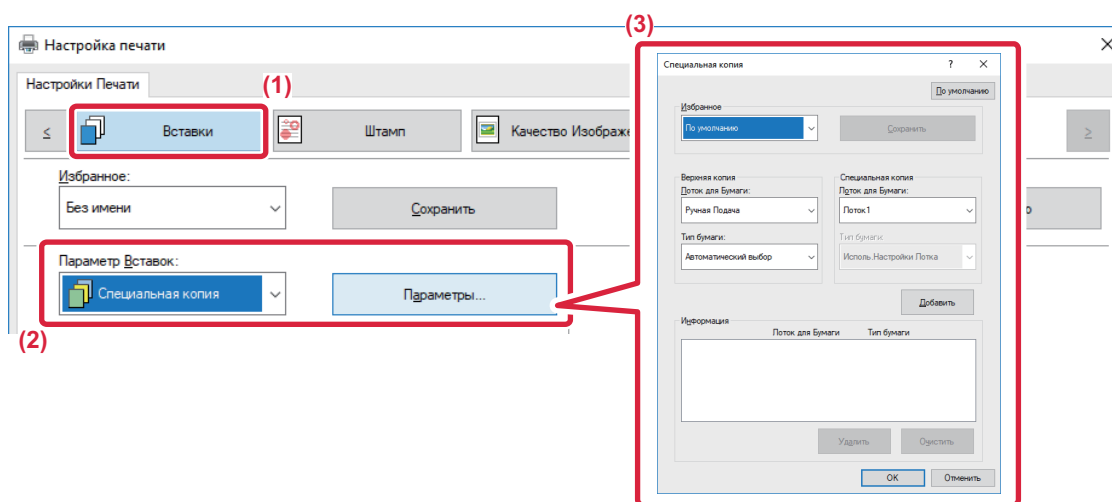 (3)
Настройка печати
Настройки Печати
(1)
≤
Вставки
Штамп
Качество Изображе
≥
Избранное:
Без имени
Сохранить
Параметр Вставок:
Специальная копия
Параметры...
(2)
Специальная копия
?
По умолчанию
Избранное
По умолчанию
Сохранить
Верхняя копия
Специальная копия
Поток для Бумаги:
Поток для Бумаги:
Ручная Подача
Поток1
Тип бумаги:
Тип бумаги:
Автоматический выбор
Исполь.Настройки Потка
Добавить
Информация
Поток для Бумаги Тип бумаги
Удалить
Очистить
OK
Отменить